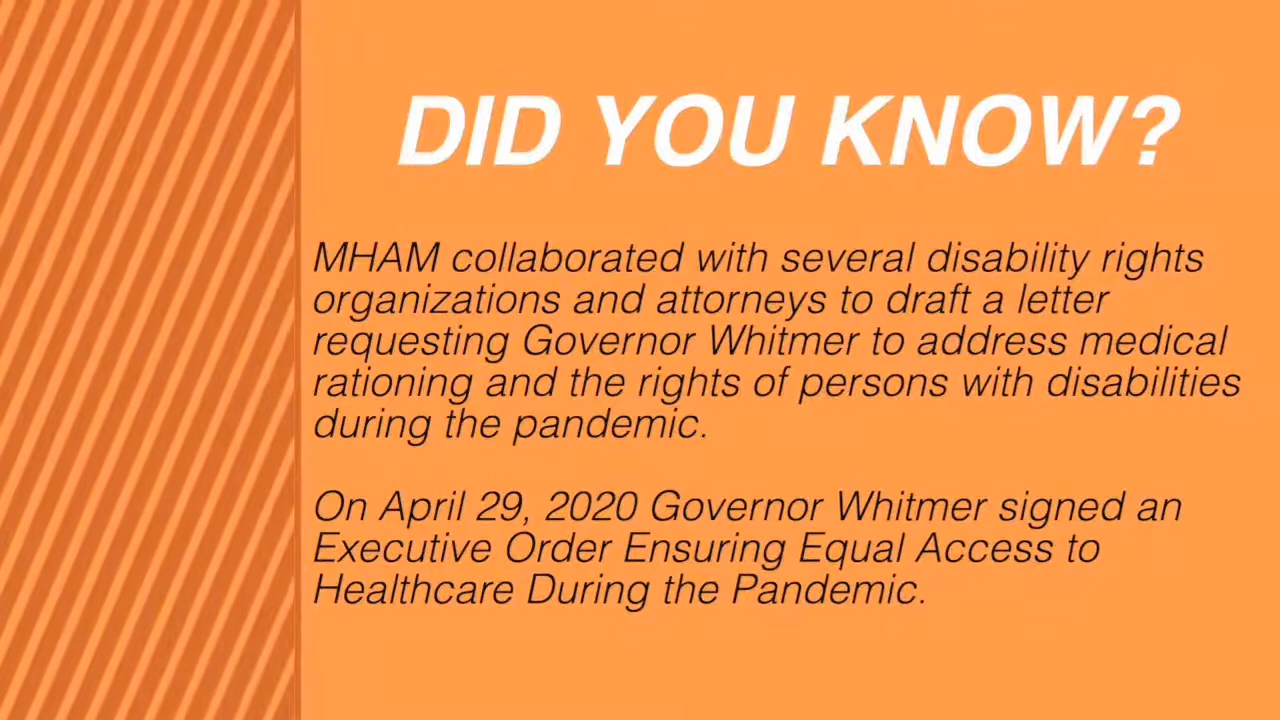 DID YOU KNOW?
MHAM collaborated with several disability rights
organizations and attorneys to draft a letter
requesting Governor Whitmer to address medical
rationing and the rights of persons with disabilities
during the pandemic.
On April 29, 2020 Governor Whitmer signed an
Executive Order Ensuring Equal Access to
Healthcare During the Pandemic.